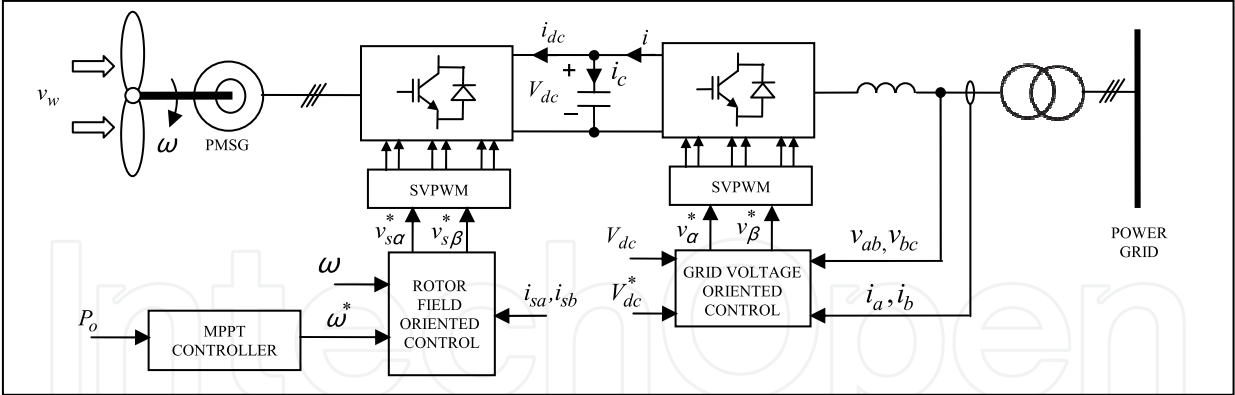 i_dc
i
v_w
+
V_dc
i_c
−
ω
PMSG
SVPWM
SVPWM
v*_sα
v*_sβ
v*_α
v*_β
V_dc
v_ab, v_bc
POWER
GRID
ω
ROTOR
FIELD
ORIENTED
CONTROL
i_sa, i_sb
GRID VOLTAGE
ORIENTED
CONTROL
V*_dc
i_a, i_b
P_o
MPPT
CONTROLLER
ω*
IntechOpen